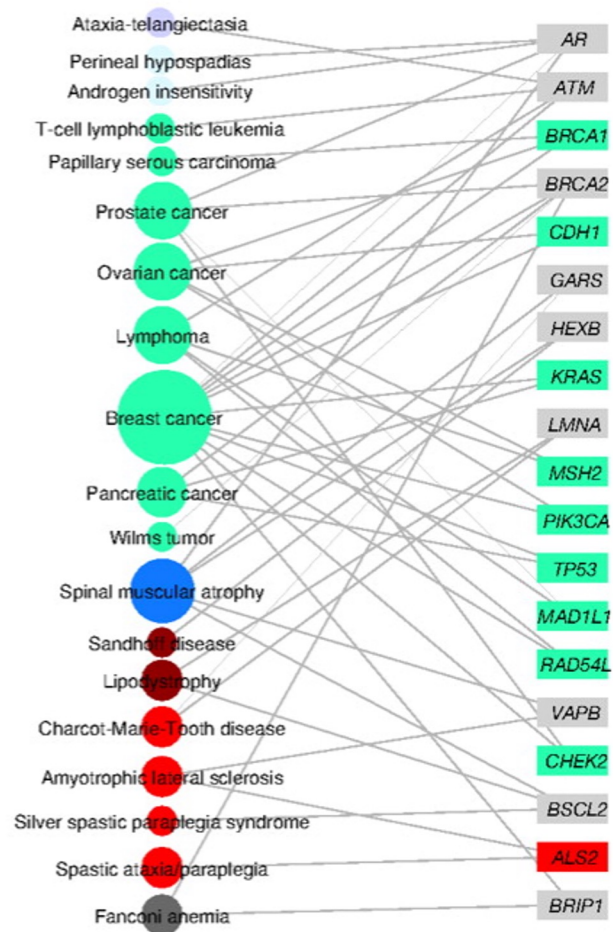 Ataxia-telangiectasia
Perineal hypospadias
Androgen insensitivity
T-cell lymphoblastic leukemia
Papillary serous carcinoma
Prostate cancer
Ovarian cancer
Lymphoma
Breast cancer
Pancreatic cancer
Wilms tumor
Spinal muscular atrophy
Sandhoff disease
Lipodystrophy
Charcot-Marie-Tooth disease
Amyotrophic lateral sclerosis
Silver spastic paraplegia syndrome
Spastic ataxia/paraplegia
Fanconi anemia
AR
ATM
BRCA1
BRCA2
CDH1
GARS
HEXB
KRAS
LMNA
MSH2
PIK3CA
TP53
MAD1L1
RAD54L
VAPB
CHEK2
BSCL2
ALS2
BRIP1